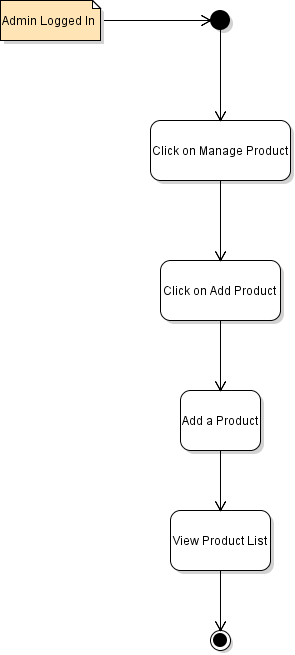 Admin Logged In
Click on Manage Product
Click on Add Product
Add a Product
View Product List